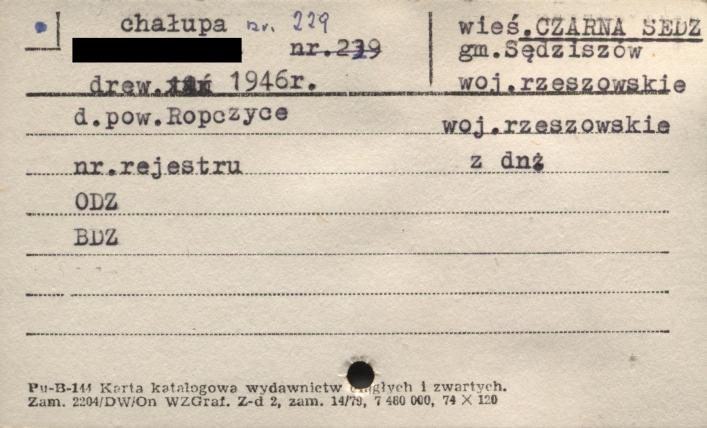 chałupa nr. 229
nr.239
drew. 1946r.
wieś.CZARNA SĘDZ
gm.Sędziszów
woj.rzeszowskie
d.pow.Ropczyce
woj.rzeszowskie
nr.rejestru
z dnż
ODZ
BDZ
Pu-B-144 Karta katalogowa wydawnictw ciągłych i zwartych.
Zam. 2204/DW/On WZGraf. Z-d 2, zam. 14/79, 7 460 000, 74 X 120